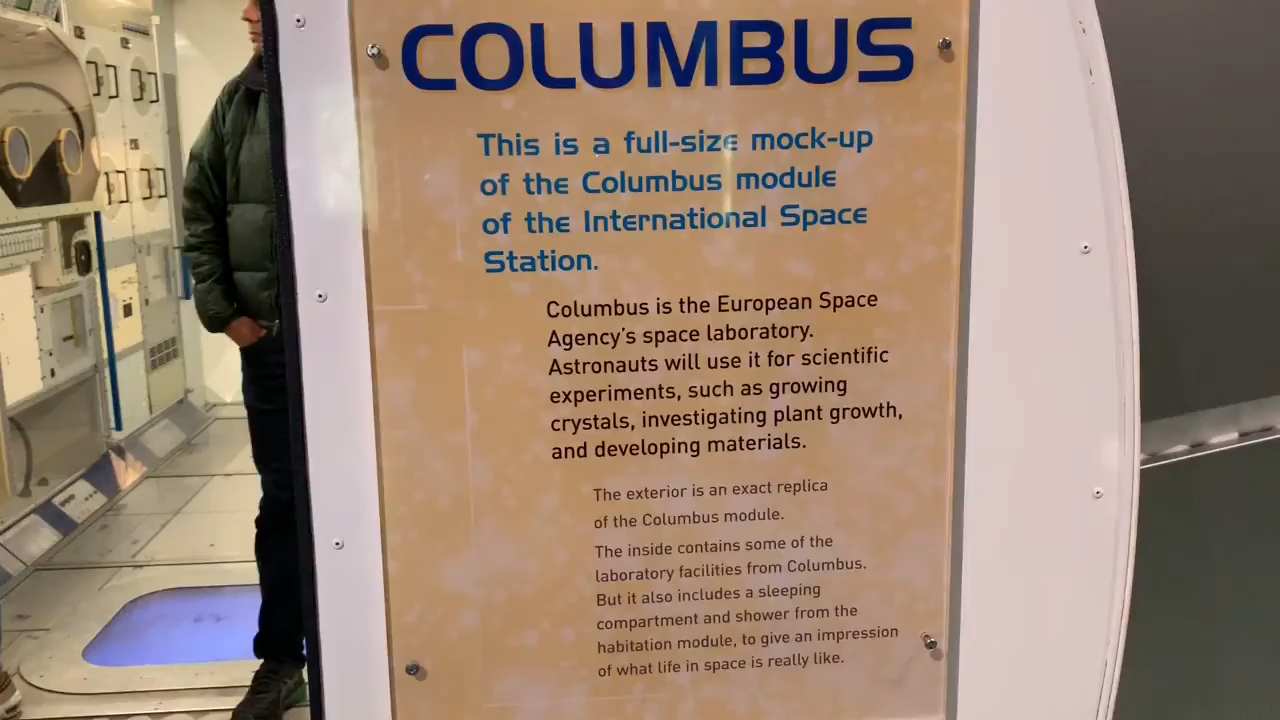 COLUMBUS
This is a full-size mock-up
of the Columbus module
of the International Space
Station.
Columbus is the European Space
Agency's space laboratory.
Astronauts will use it for scientific
experiments, such as growing
crystals, investigating plant growth,
and developing materials.
The exterior is an exact replica
of the Columbus module.
The inside contains some of the
laboratory facilities from Columbus.
But it also includes a sleeping
compartment and shower from the
habitation module, to give an impression
of what life in space is really like.